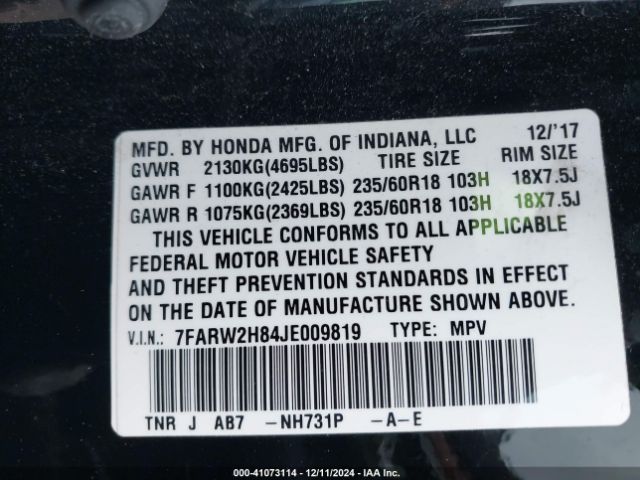 MFD. BY HONDA MFG. OF INDIANA, LLC 12/'17
GVWR 2130KG(4695LBS) TIRE SIZE RIM SIZE
GAWR F 1100KG(2425LBS) 235/60R18 103H 18X7.5J
GAWR R 1075KG(2369LBS) 235/60R18 103H 18X7.5J
THIS VEHICLE CONFORMS TO ALL APPLICABLE
FEDERAL MOTOR VEHICLE SAFETY
AND THEFT PREVENTION STANDARDS IN EFFECT
ON THE DATE OF MANUFACTURE SHOWN ABOVE.
V.I.N.: 7FARW2H84JE009819 TYPE: MPV
TNR J AB7 -NH731P -A-E
000-41073114 - 12/11/2024 - IAA Inc.